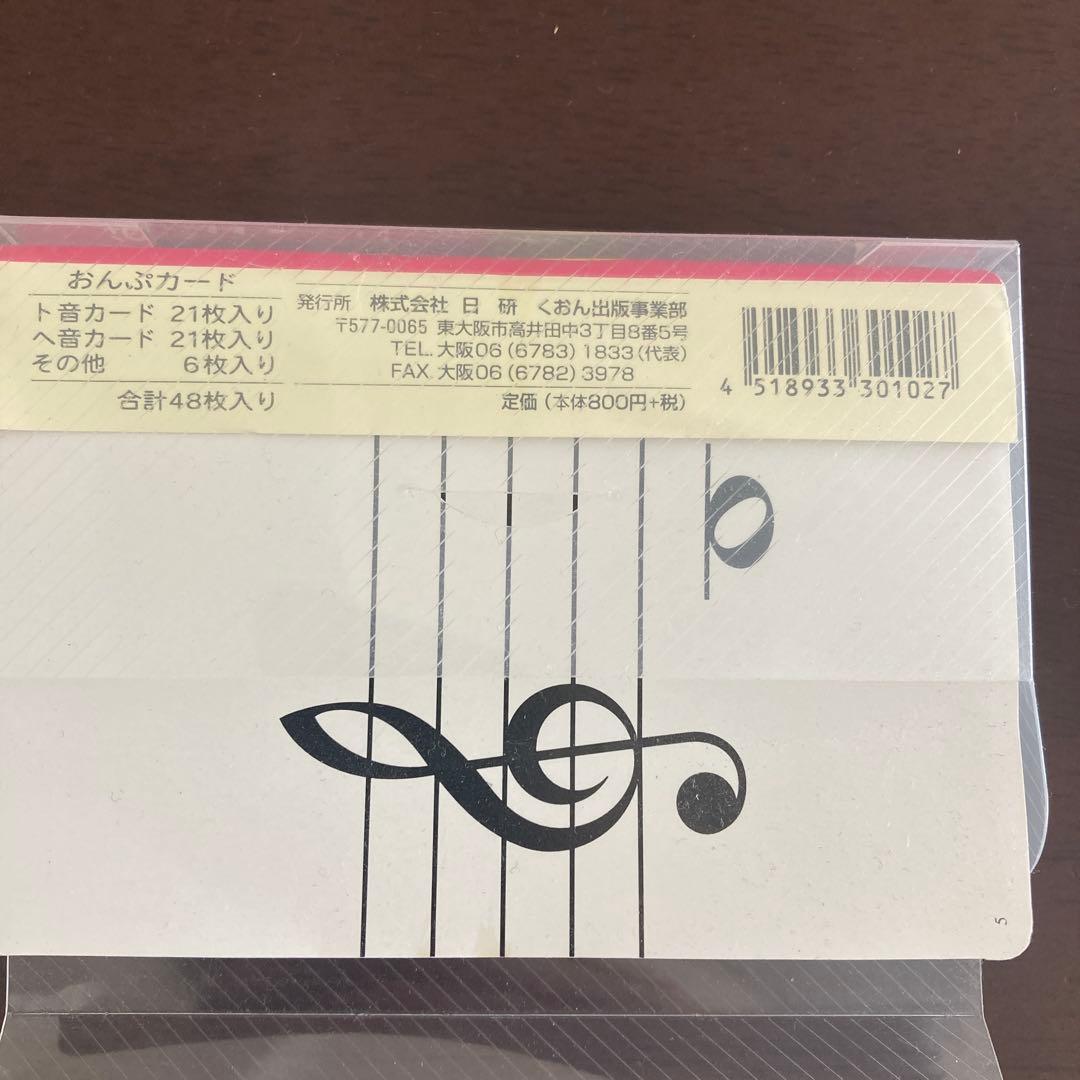 おんぷカード
ト音カード 21枚入り
ヘ音カード 21枚入り
その他 6枚入り
合計48枚入り
発行所 株式会社 日研 くおん出版事業部
〒577-0065 東大阪市高井田中3丁目8番5号
TEL. 大阪06(6783)1833(代表)
FAX 大阪06(6782)3978
定価(本体800円+税)
4 518933 301027
5